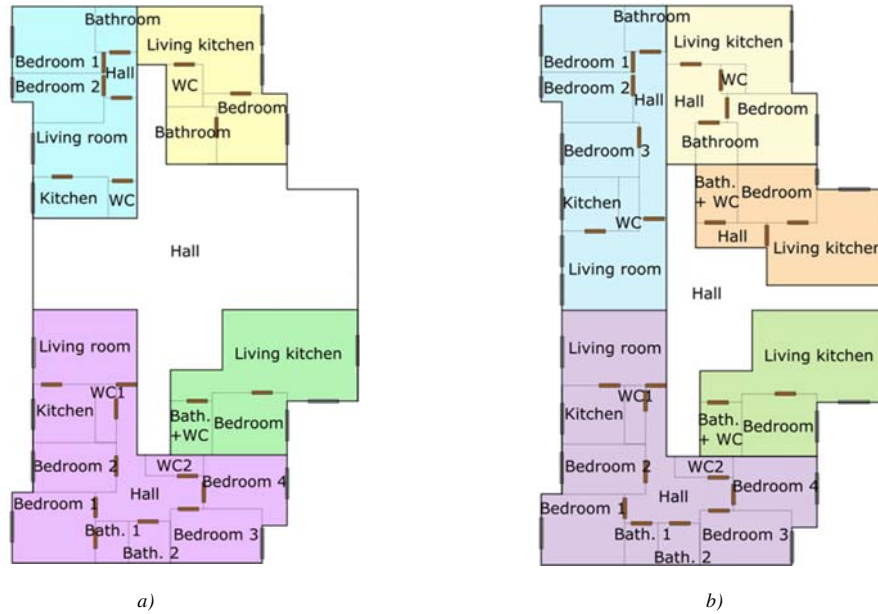 Bathroom
Living kitchen
Bedroom 1
Hall
Bedroom 2
WC
Bedroom
Bathroom
Living room
Kitchen
WC
Hall
Living room
Living kitchen
WC1
Kitchen
Bath.
+WC
Bedroom
Bedroom 2
WC2
Bedroom 4
Hall
Bedroom 1
Bath. 1
Bedroom 3
Bath. 2
a)
Bathroom
Living kitchen
Bedroom 1
WC
Bedroom 2
Hall
Hall
Bedroom
Bathroom
Bedroom 3
Bath.
+ WC
Bedroom
Kitchen
WC
Hall
Living kitchen
Living room
Hall
Living room
Living kitchen
WC1
Kitchen
Bath.
+ WC
Bedroom
Bedroom 2
WC2
Bedroom 4
Hall
Bedroom 1
Bath. 1
Bedroom 3
Bath. 2
b)